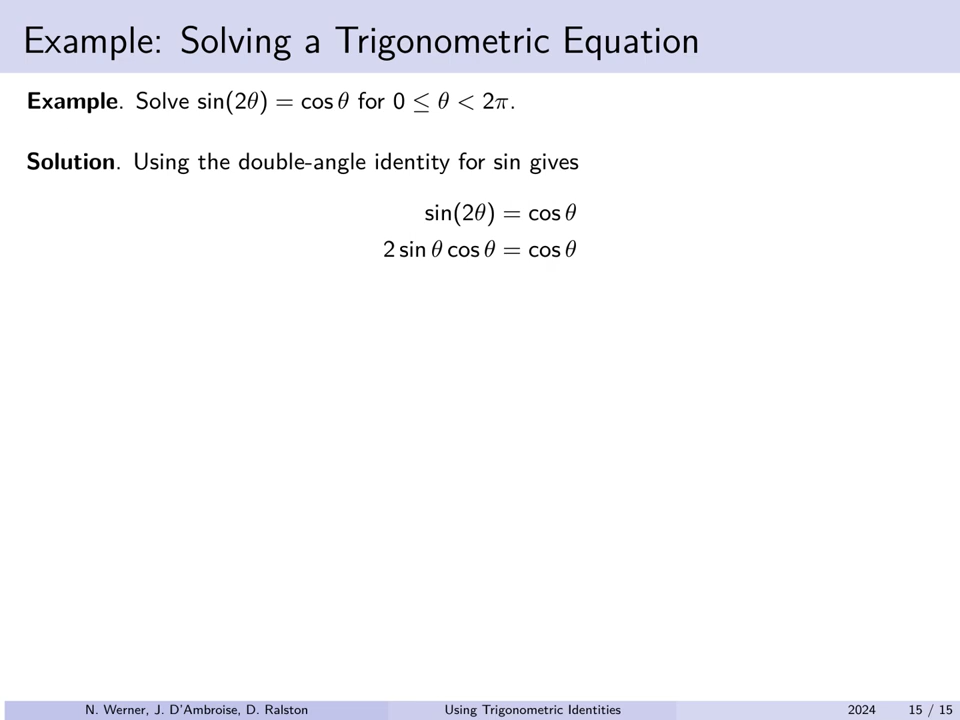 Example: Solving a Trigonometric Equation
Example. Solve sin(2θ) = cos θ for 0 ≤ θ < 2π.
Solution. Using the double-angle identity for sin gives
sin(2θ) = cos θ
2 sin θ cos θ = cos θ
N. Werner, J. D'Ambroise, D. Ralston Using Trigonometric Identities 2024 15 / 15